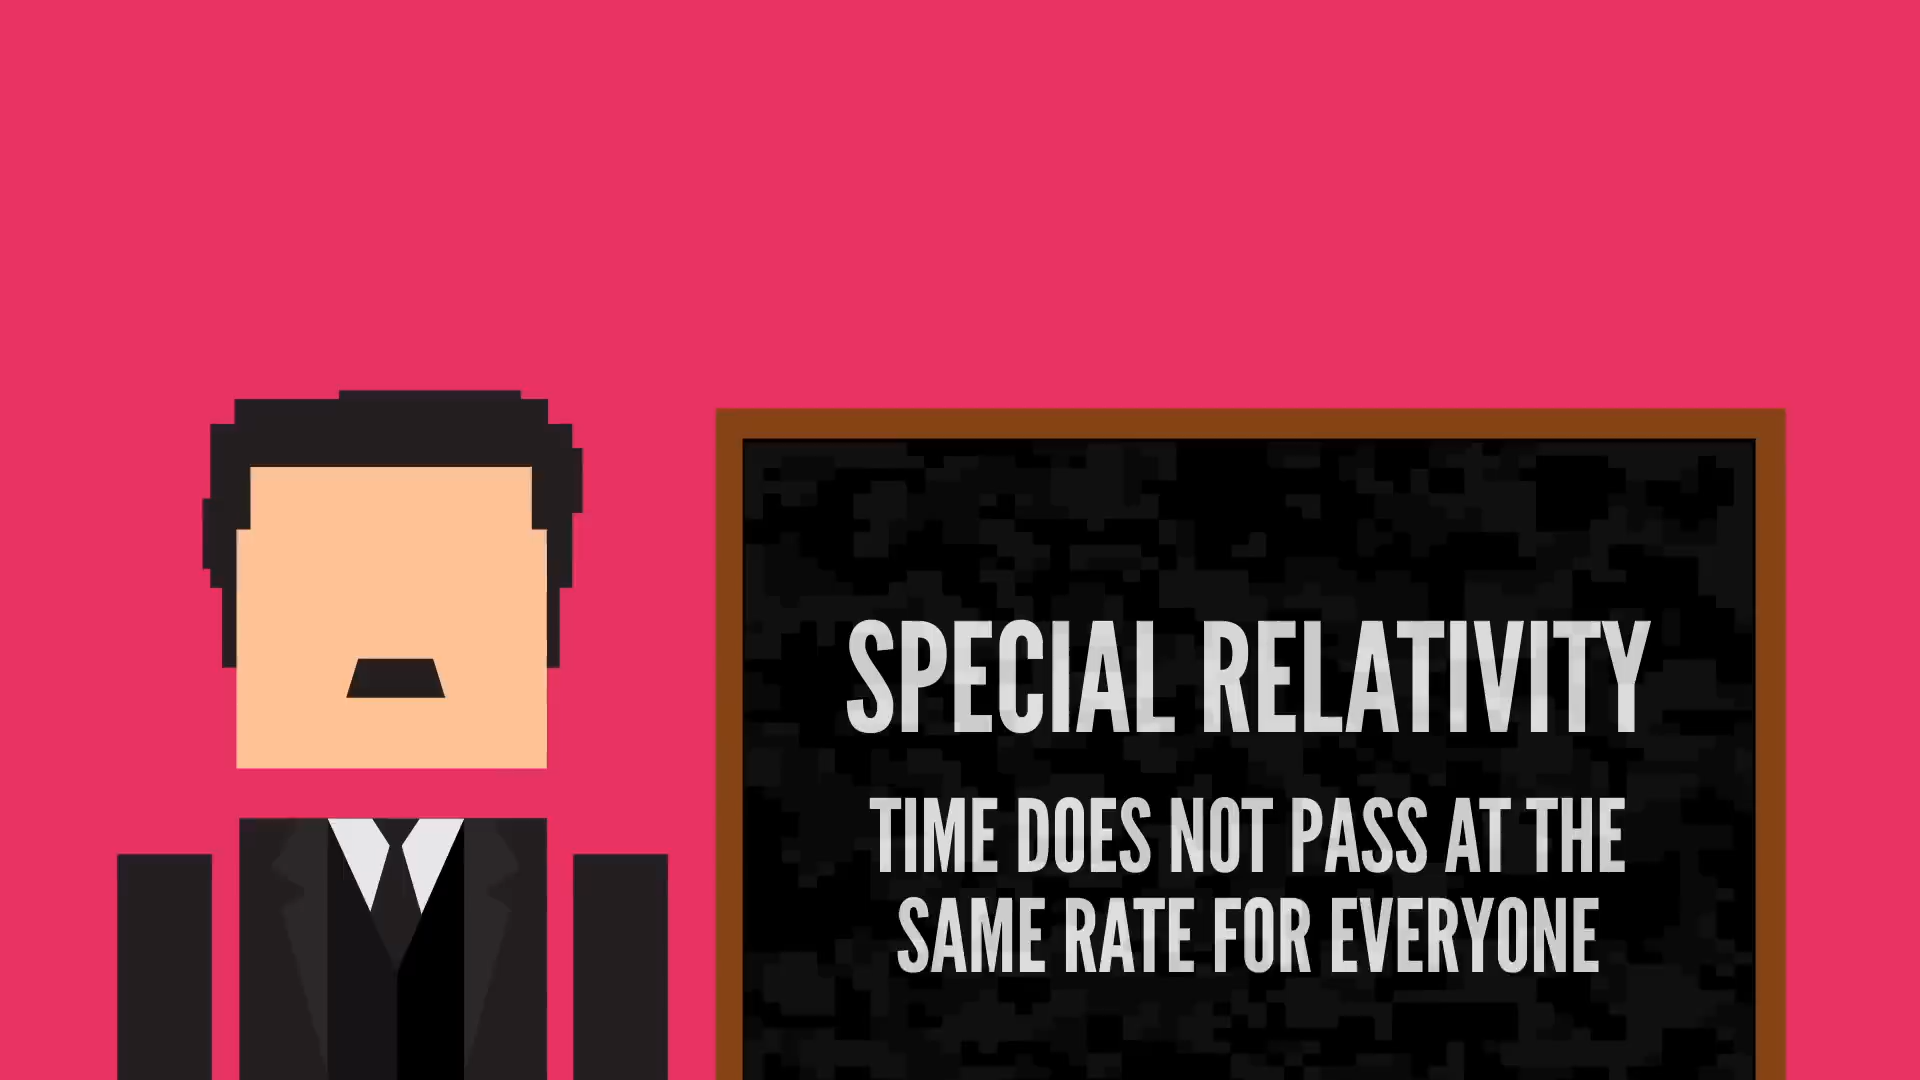 SPECIAL RELATIVITY
TIME DOES NOT PASS AT THE
SAME RATE FOR EVERYONE